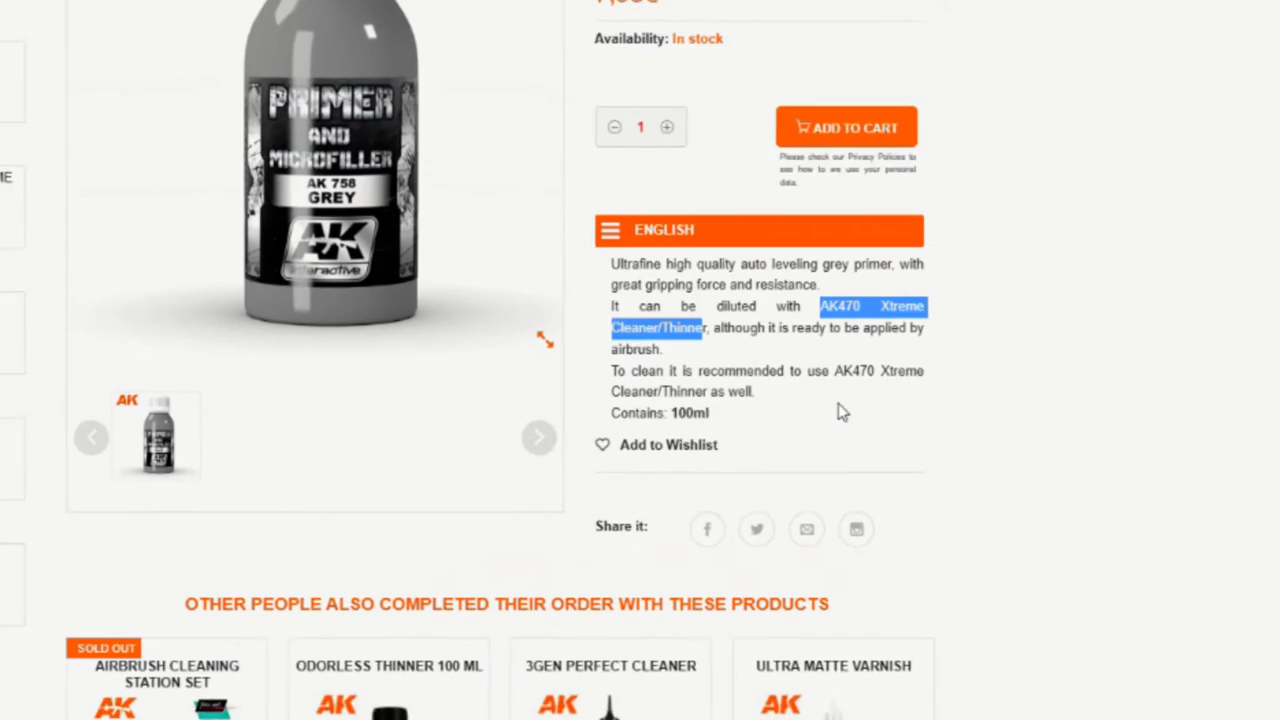 Availability: In stock
1
ADD TO CART
Please check our Privacy Policies to
see how to we use your personal
data.
PRIMER
AND
MICROFILLER
AK 758
GREY
AK
interactive
ENGLISH
Ultrafine high quality auto leveling grey primer, with
great gripping force and resistance.
It can be diluted with AK470 Xtreme
Cleaner/Thinner, although it is ready to be applied by
airbrush.
To clean it is recommended to use AK470 Xtreme
Cleaner/Thinner as well.
Contains: 100ml
Add to Wishlist
AK
Share it:
OTHER PEOPLE ALSO COMPLETED THEIR ORDER WITH THESE PRODUCTS
SOLD OUT
AIRBRUSH CLEANING
STATION SET
AK
ODORLESS THINNER 100 ML
AK
3GEN PERFECT CLEANER
AK
ULTRA MATTE VARNISH
AK